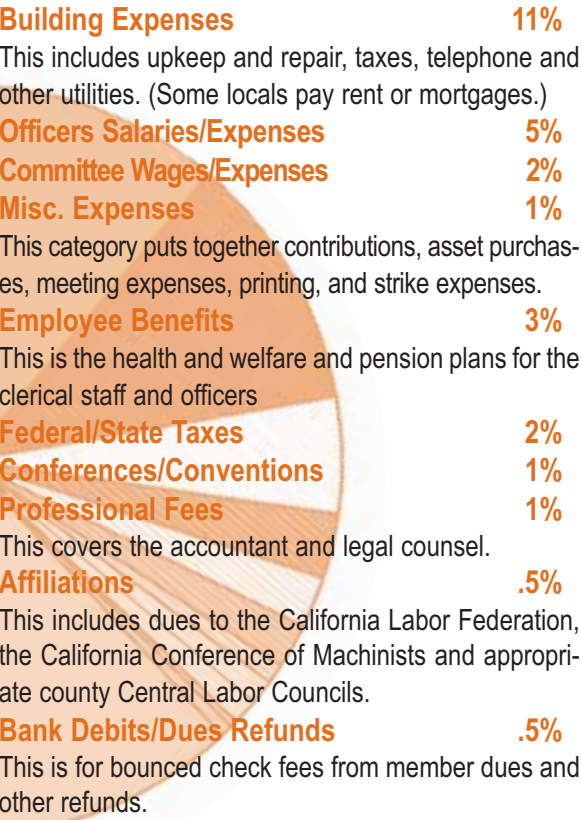 Building Expenses 11%
This includes upkeep and repair, taxes, telephone and
other utilities. (Some locals pay rent or mortgages.)
Officers Salaries/Expenses 5%
Committee Wages/Expenses 2%
Misc. Expenses 1%
This category puts together contributions, asset purchas-
es, meeting expenses, printing, and strike expenses.
Employee Benefits 3%
This is the health and welfare and pension plans for the
clerical staff and officers
Federal/State Taxes 2%
Conferences/Conventions 1%
Professional Fees 1%
This covers the accountant and legal counsel.
Affiliations .5%
This includes dues to the California Labor Federation,
the California Conference of Machinists and appropri-
ate county Central Labor Councils.
Bank Debits/Dues Refunds .5%
This is for bounced check fees from member dues and
other refunds.